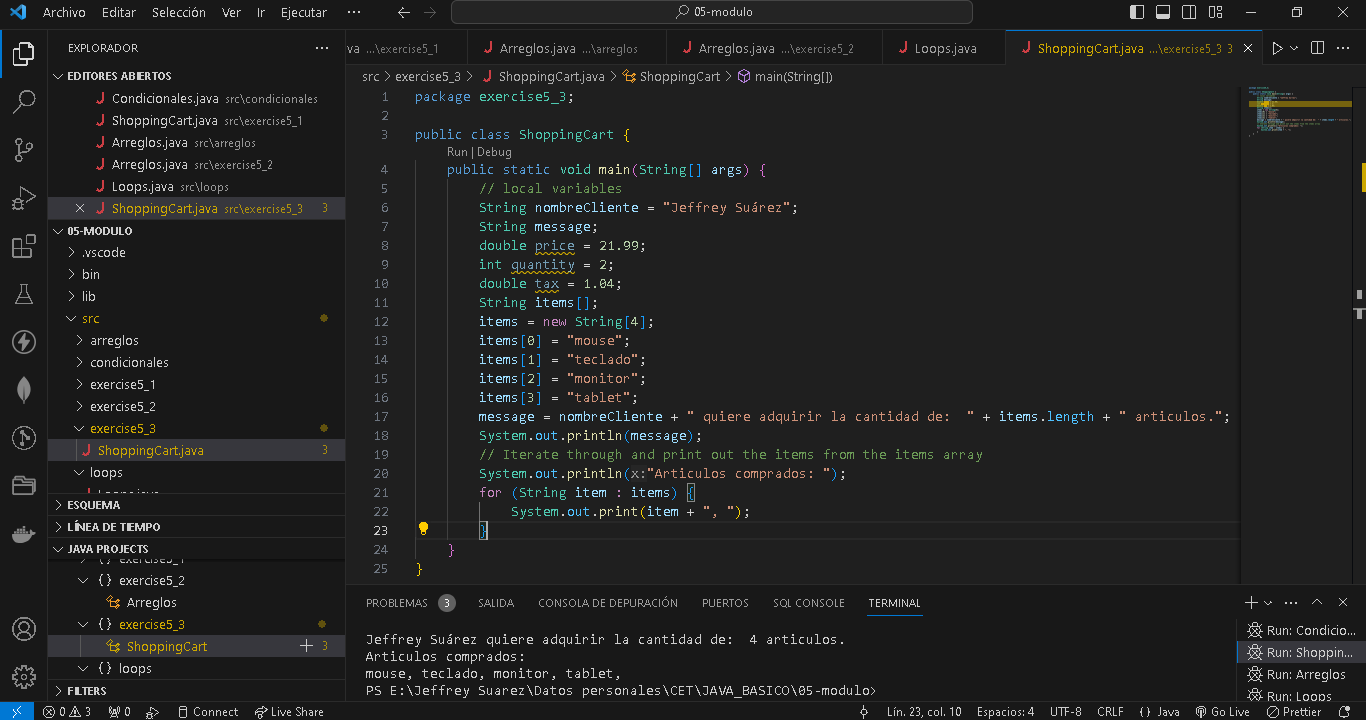 Archivo Editar Selección Ver Ir Ejecutar ··· 05-modulo
EXPLORADOR
EDITORES ABIERTOS
Condicionales.java src\condicionales
ShoppingCart.java src\exercise5_1
Arreglos.java src\arreglos
Arreglos.java src\exercise5_2
Loops.java src\loops
ShoppingCart.java src\exercise5_3 3
05-MODULO
.vscode
bin
lib
src
arreglos
condicionales
exercise5_1
exercise5_2
exercise5_3
ShoppingCart.java 3
loops
Loops.java
ESQUEMA
LÍNEA DE TIEMPO
JAVA PROJECTS
{} exercise5_1
{} exercise5_2
Arreglos
{} exercise5_3
ShoppingCart 3
{} loops
FILTERS
va ...\exercise5_1 Arreglos.java ...\arreglos Arreglos.java ...\exercise5_2 Loops.java ShoppingCart.java ...\exercise5_3 3
src > exercise5_3 > ShoppingCart.java > ShoppingCart > main(String[])
1 package exercise5_3;
2
3 public class ShoppingCart {
Run | Debug
4 public static void main(String[] args) {
5 // local variables
6 String nombreCliente = "Jeffrey Suárez";
7 String message;
8 double price = 21.99;
9 int quantity = 2;
10 double tax = 1.04;
11 String items[];
12 items = new String[4];
13 items[0] = "mouse";
14 items[1] = "teclado";
15 items[2] = "monitor";
16 items[3] = "tablet";
17 message = nombreCliente + " quiere adquirir la cantidad de:  " + items.length + " articulos.";
18 System.out.println(message);
19 // Iterate through and print out the items from the items array
20 System.out.println(x:"Articulos comprados: ");
21 for (String item : items) {
22 System.out.print(item + ", ");
23 }
24 }
25 }
PROBLEMAS 3 SALIDA CONSOLA DE DEPURACIÓN PUERTOS SQL CONSOLE TERMINAL
Jeffrey Suárez quiere adquirir la cantidad de:  4 articulos.
Articulos comprados:
mouse, teclado, monitor, tablet,
PS E:\Jeffrey Suarez\Datos personales\CET\JAVA_BASICO\05-modulo>
Run: Condicio...
Run: Shoppin...
Run: Arreglos
Run: Loops
0 3 0 Connect Live Share Lín. 23, col. 10 Espacios: 4 UTF-8 CRLF {} Java Go Live Prettier